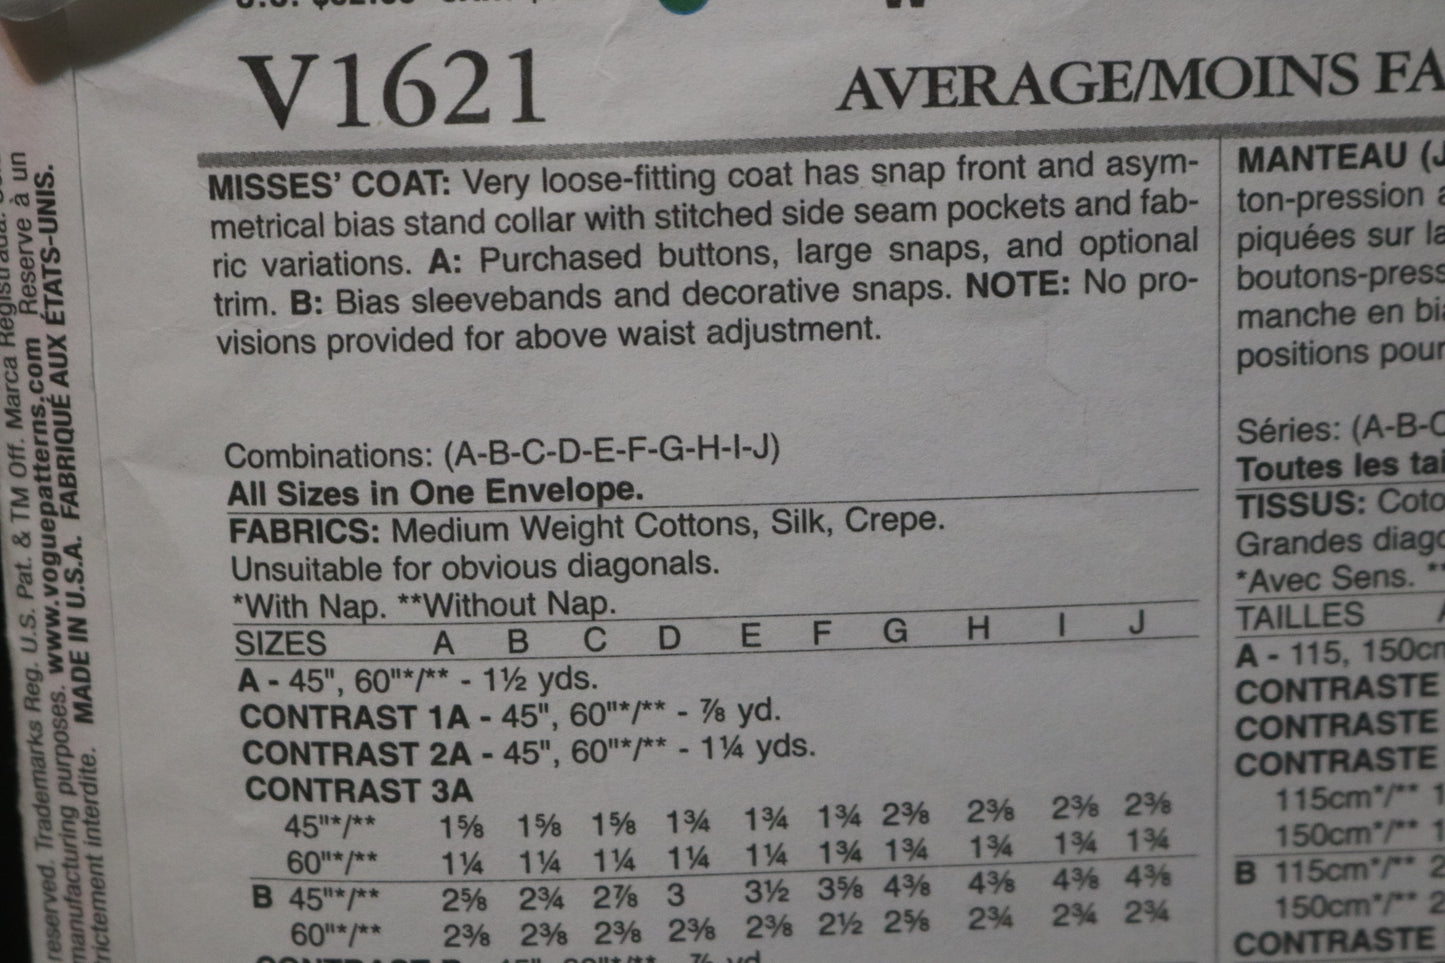 V1621
AVERAGE/MOINS FA
MISSES' COAT: Very loose-fitting coat has snap front and asym-
metrical bias stand collar with stitched side seam pockets and fab-
ric variations. A: Purchased buttons, large snaps, and optional
trim. B: Bias sleevebands and decorative snaps. NOTE: No pro-
visions provided for above waist adjustment.
Combinations: (A-B-C-D-E-F-G-H-I-J)
All Sizes in One Envelope.
FABRICS: Medium Weight Cottons, Silk, Crepe.
Unsuitable for obvious diagonals.
*With Nap. **Without Nap.
SIZES A B C D E F G H I J
A - 45", 60"*/** - 1½ yds.
CONTRAST 1A - 45", 60"*/** - ⅞ yd.
CONTRAST 2A - 45", 60"*/** - 1¼ yds.
CONTRAST 3A
45"*/** 1⅝ 1⅝ 1⅝ 1¾ 1¾ 1¾ 2⅜ 2⅜ 2⅜ 2⅜
60"*/** 1¼ 1¼ 1¼ 1¼ 1¼ 1¾ 1¾ 1¾ 1¾ 1¾
B 45"*/** 2⅝ 2¾ 2⅞ 3 3½ 3⅝ 4⅜ 4⅜ 4⅜ 4⅜
60"*/** 2⅜ 2⅜ 2⅜ 2⅜ 2⅜ 2½ 2⅝ 2¾ 2¾ 2¾
MANTEAU (J
ton-pression a
piquées sur la
boutons-press
manche en bi
positions pour
Séries: (A-B-C
Toutes les tai
TISSUS: Coto
Grandes diago
*Avec Sens. **
TAILLES
A - 115, 150cm
CONTRASTE
CONTRASTE
CONTRASTE
115cm*/** 1
150cm*/** 1
B 115cm*/** 2
150cm*/** 2
CONTRASTE
reserved. Trademarks Reg. U.S. Pat. & TM Off. Marca Registrada.
manufacturing purposes. www.voguepatterns.com Reserve à un
rictement interdite. MADE IN U.S.A. FABRIQUÉ AUX ÉTATS-UNIS.